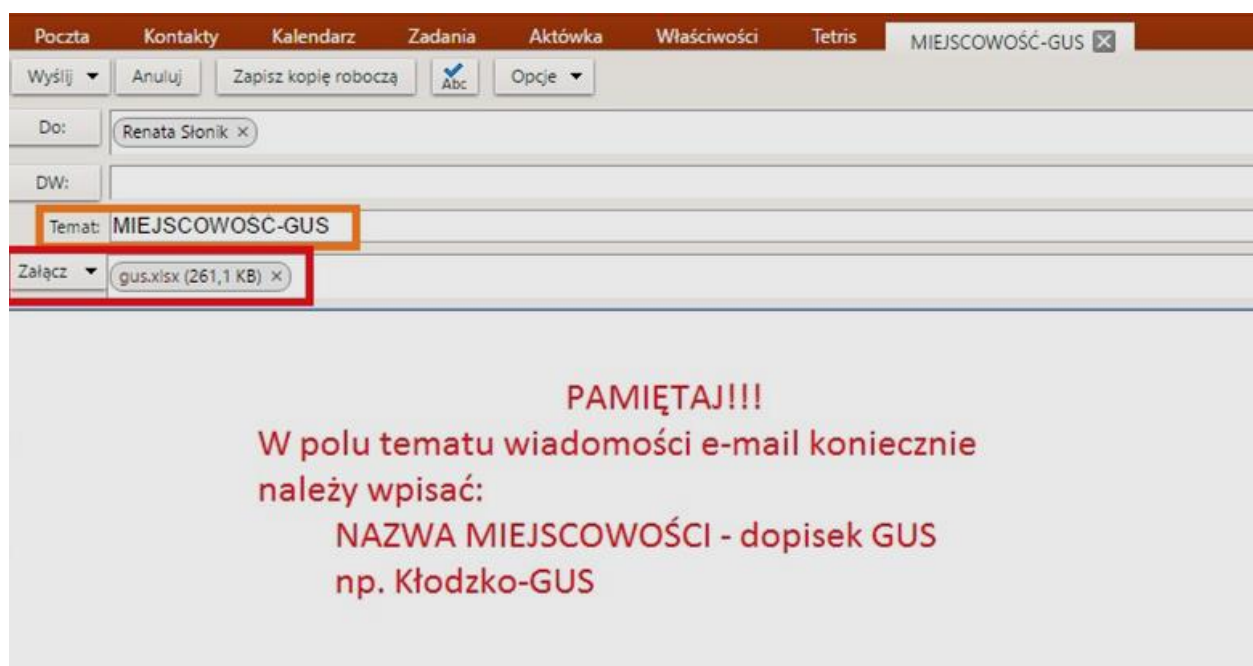 Poczta Kontakty Kalendarz Zadania Aktówka Właściwości Tetris MIEJSCOWOŚĆ-GUS
Wyślij Anuluj Zapisz kopię roboczą Abc Opcje
Do: Renata Słonik ×
DW:
Temat: MIEJSCOWOŚĆ-GUS
Załącz gus.xlsx (261,1 KB) ×
PAMIĘTAJ!!!
W polu tematu wiadomości e-mail koniecznie
należy wpisać:
NAZWA MIEJSCOWOŚCI - dopisek GUS
np. Kłodzko-GUS